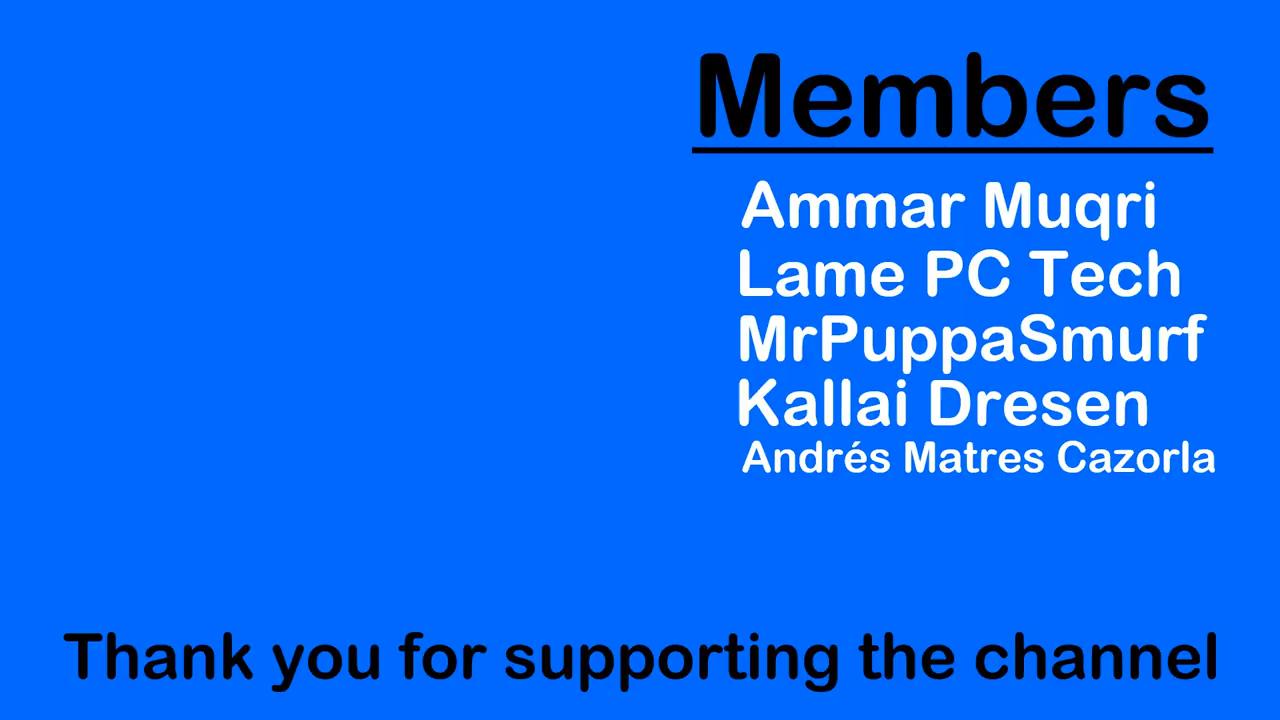 Members
Ammar Muqri
Lame PC Tech
MrPuppaSmurf
Kallai Dresen
Andrés Matres Cazorla
Thank you for supporting the channel